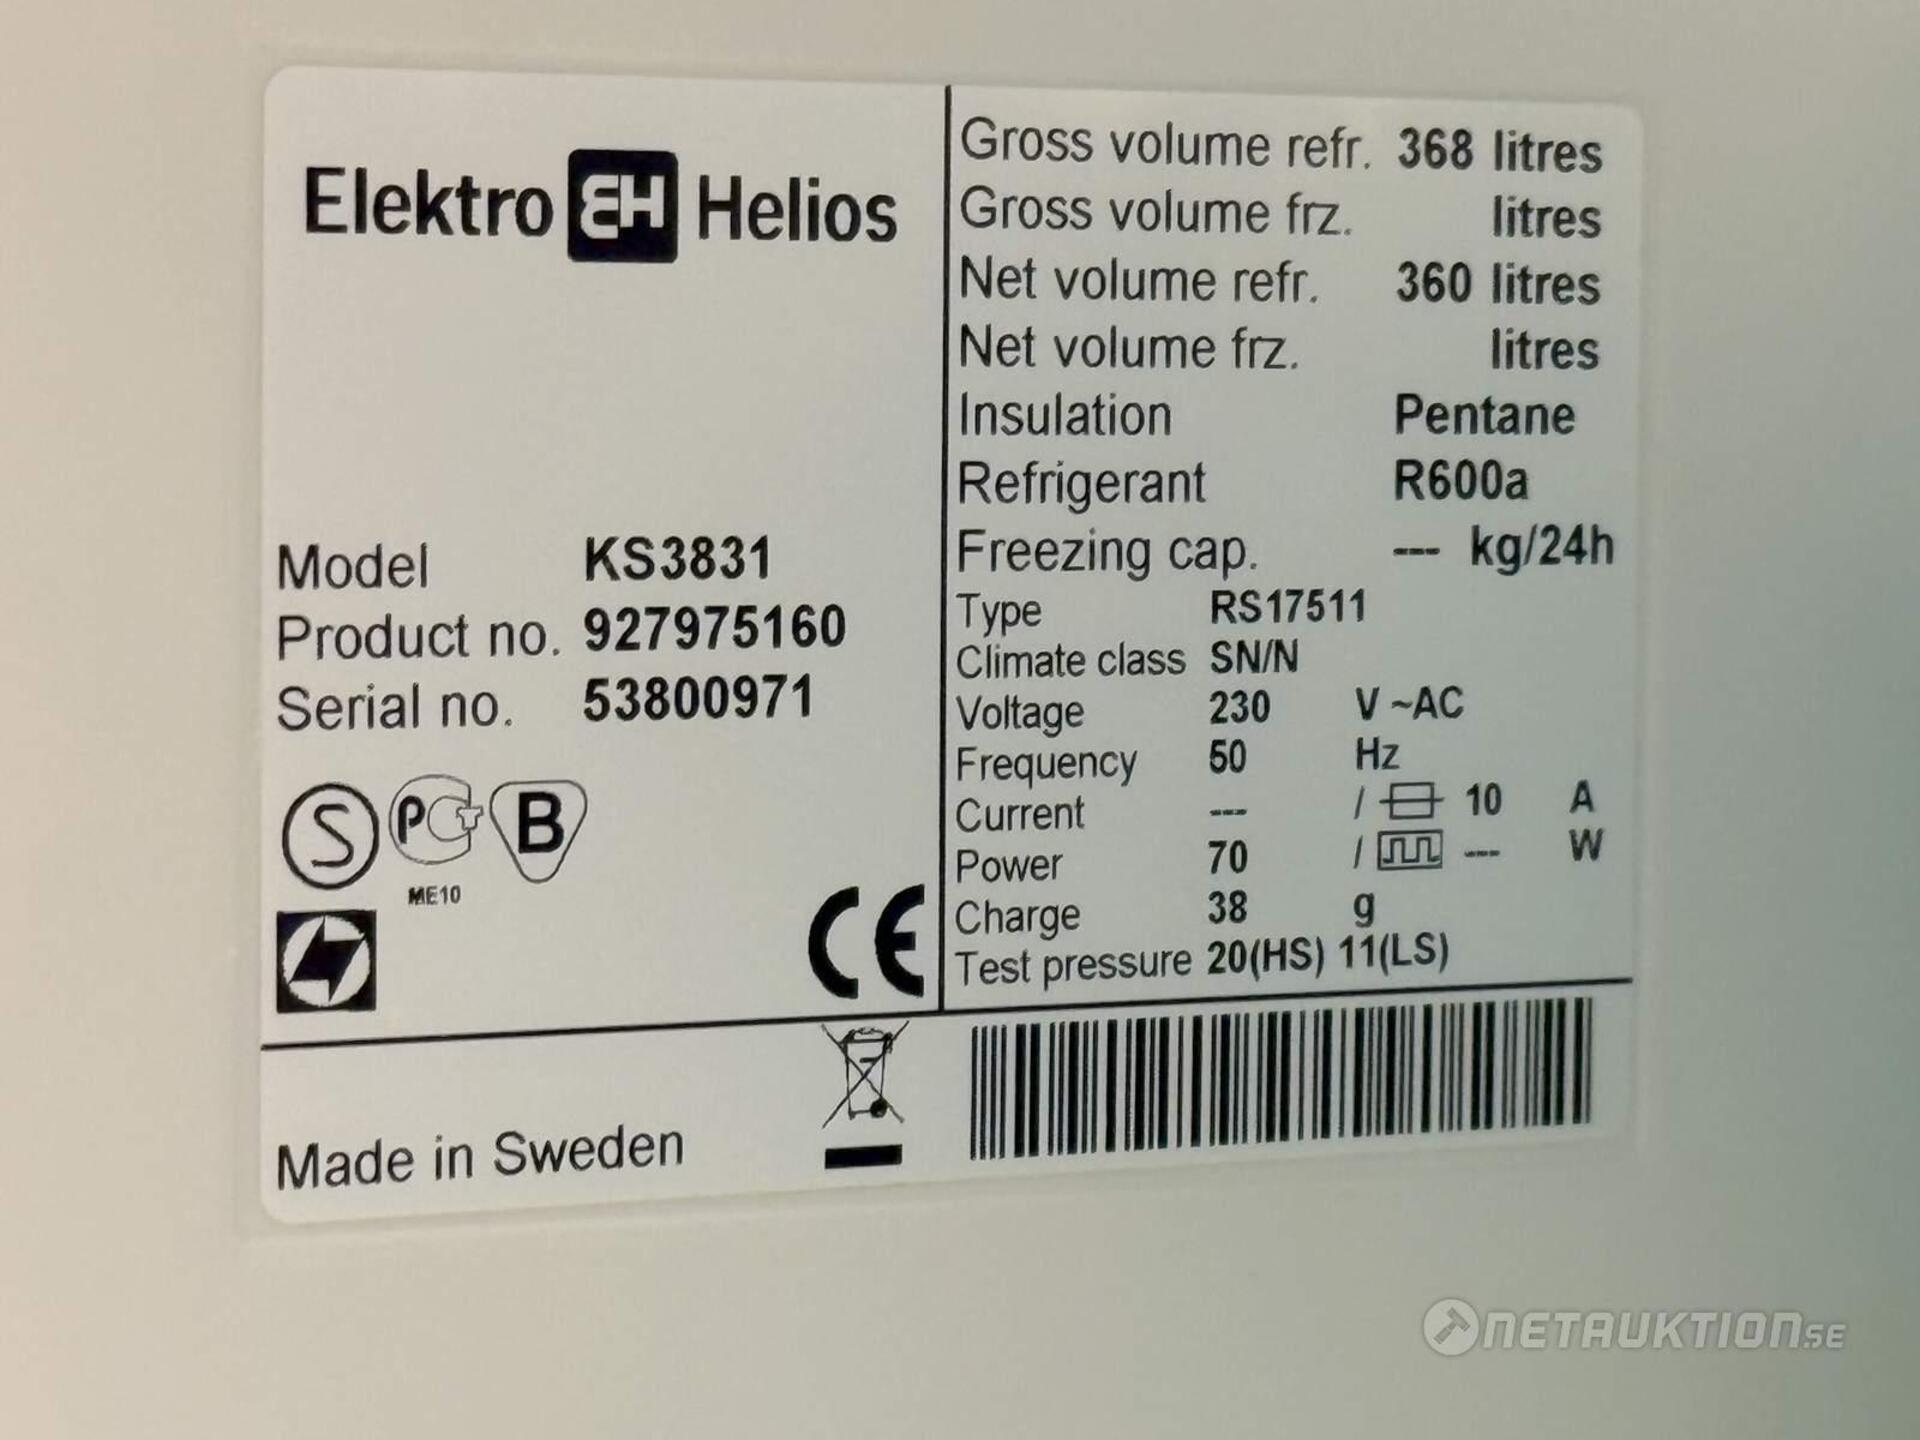 Elektro EH Helios
Model KS3831
Product no. 927975160
Serial no. 53800971
S PCT B
ME10
CE
Made in Sweden
Gross volume refr. 368 litres
Gross volume frz. litres
Net volume refr. 360 litres
Net volume frz. litres
Insulation Pentane
Refrigerant R600a
Freezing cap. --- kg/24h
Type RS17511
Climate class SN/N
Voltage 230 V ~AC
Frequency 50 Hz
Current --- / 10 A
Power 70 / --- W
Charge 38 g
Test pressure 20(HS) 11(LS)
NETAUKTION.SE